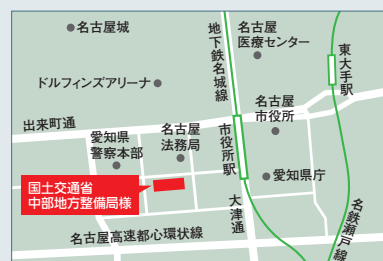 名古屋城
地下鉄名城線
名古屋
医療センター
東大手駅
ドルフィンズアリーナ
出来町通
名古屋
市役所
愛知県
警察本部
名古屋
法務局
市役所駅
愛知県庁
国土交通省
中部地方整備局様
大津通
名鉄瀬戸線
名古屋高速都心環状線